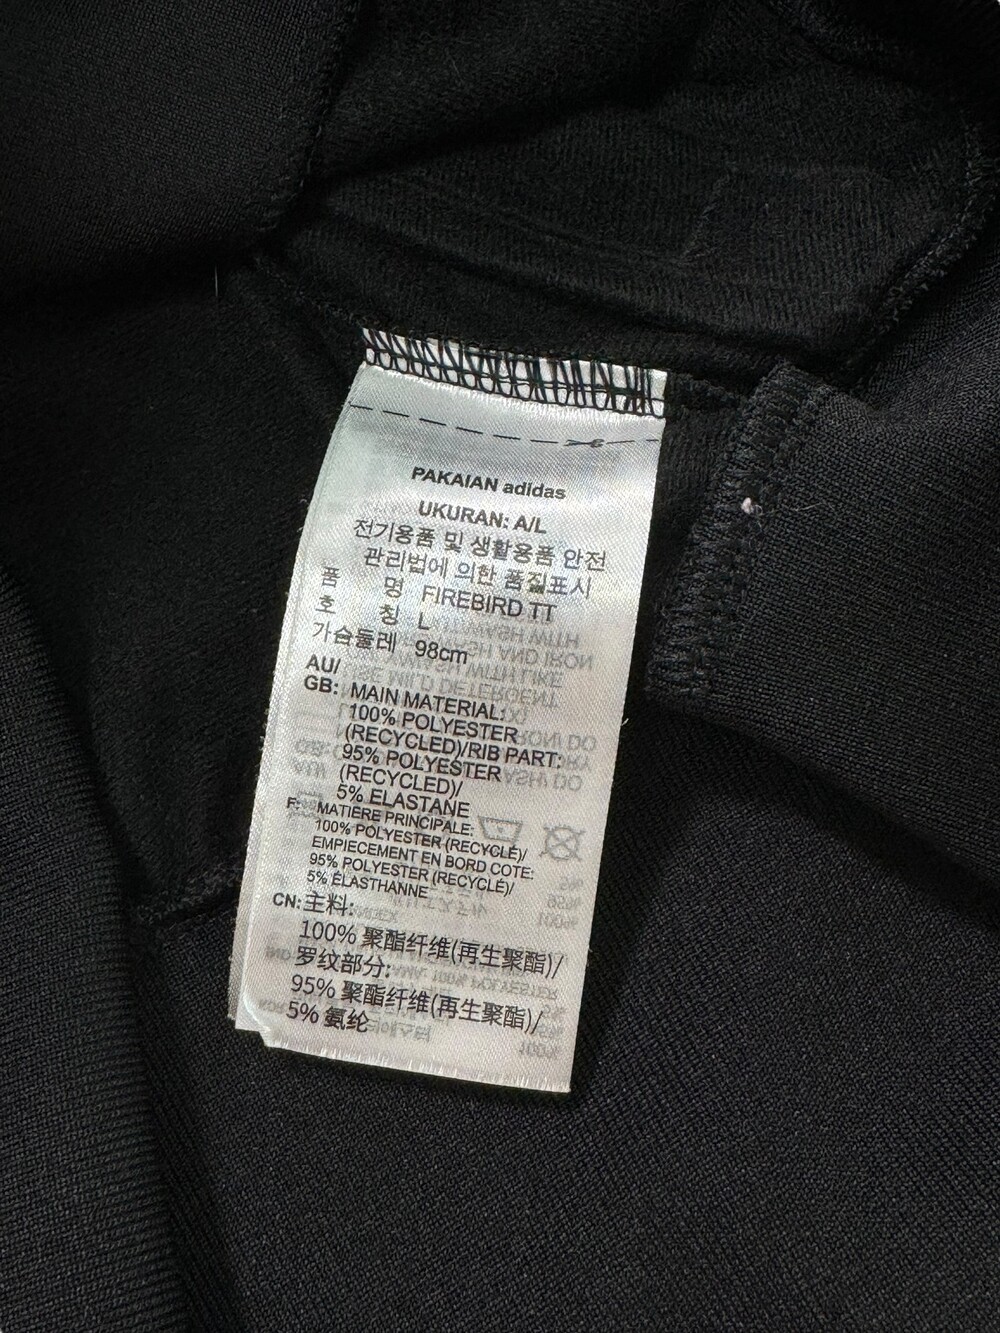 PAKAIAN adidas
UKURAN: A/L
전기용품 및 생활용품 안전
관리법에 의한 품질표시
품 명 FIREBIRD TT
호 칭 L
가슴둘레 98cm
AU/
GB: MAIN MATERIAL:
100% POLYESTER
(RECYCLED)/RIB PART:
95% POLYESTER
(RECYCLED)/
5% ELASTANE
F: MATIÈRE PRINCIPALE:
100% POLYESTER (RECYCLÉ)/
EMPIECEMENT EN BORD COTE:
95% POLYESTER (RECYCLÉ)/
5% ÉLASTHANNE
CN: 主料:
100% 聚酯纤维(再生聚酯)/
罗纹部分:
95% 聚酯纤维(再生聚酯)/
5% 氨纶